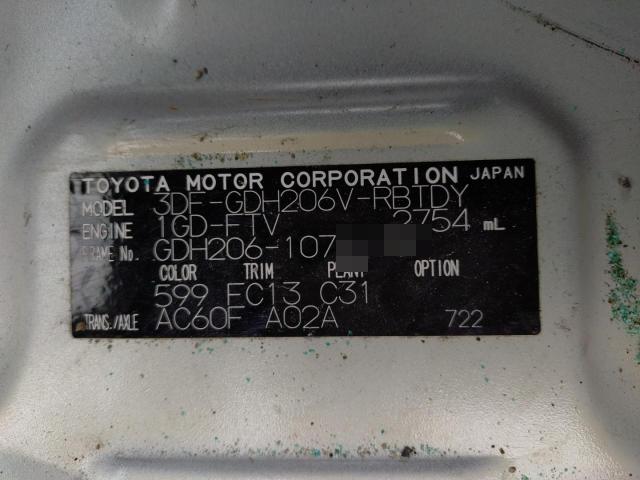 TOYOTA MOTOR CORPORATION JAPAN
MODEL 3DF-GDH206V-RBTDY
ENGINE 1GD-FTV 2754 mL
FRAME No. GDH206-107
COLOR TRIM PLANT OPTION
599 EC13 C31
TRANS./AXLE AC60F A02A 722